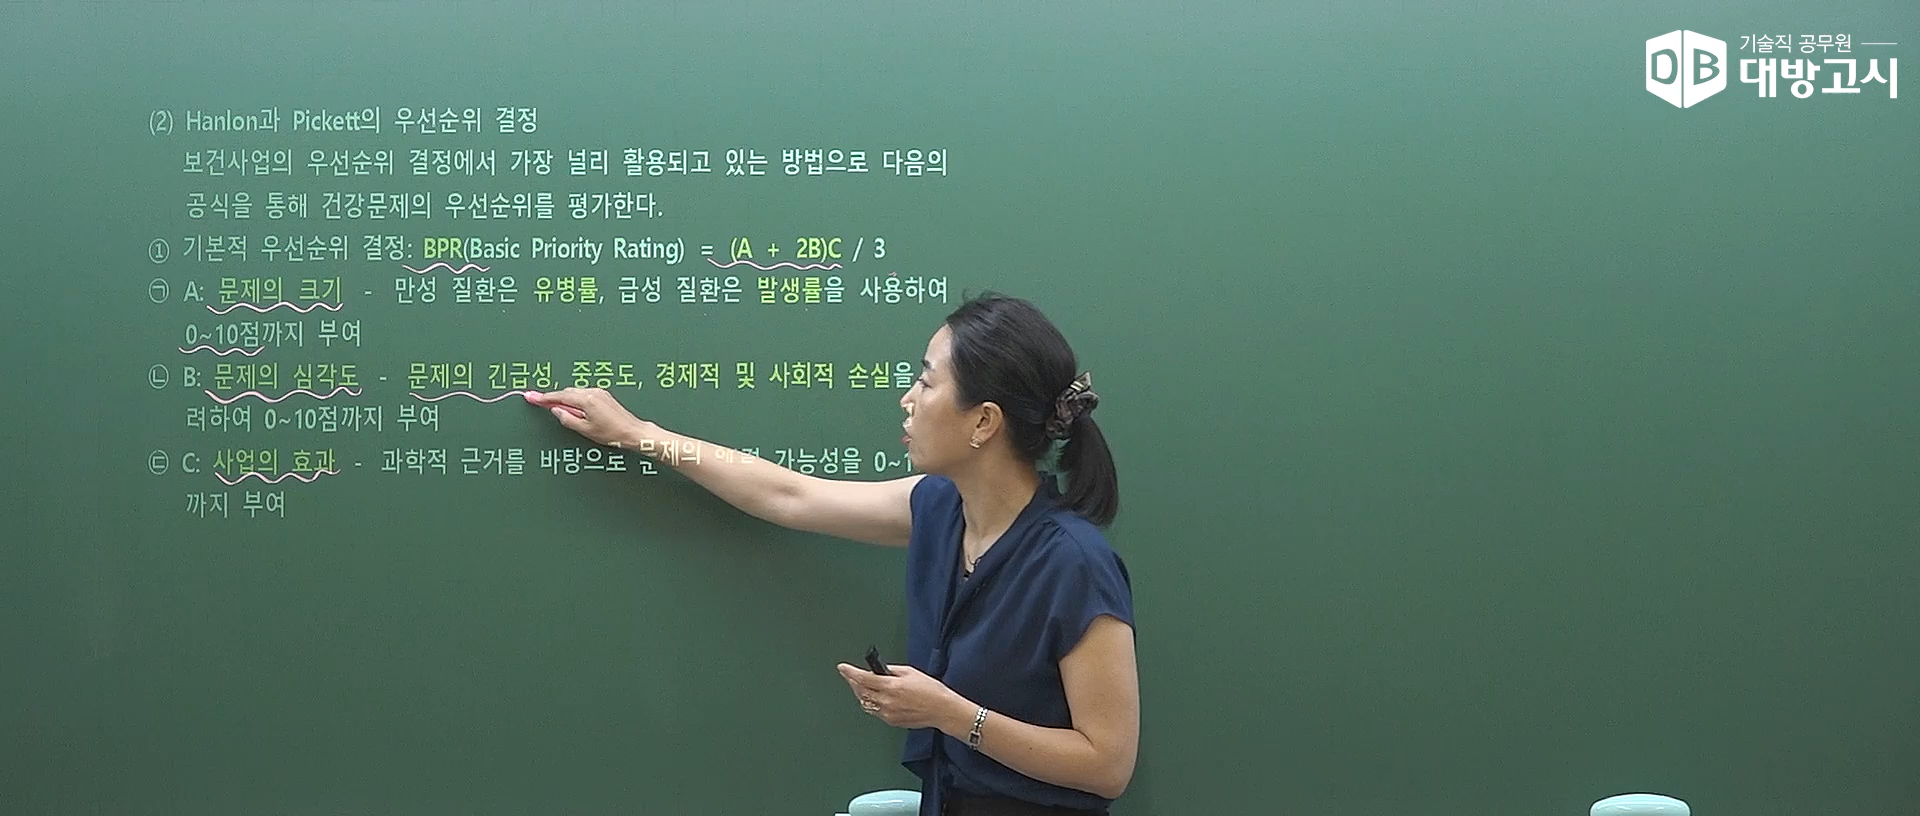 기술직 공무원
DB 대방고시
(2) Hanlon과 Pickett의 우선순위 결정
보건사업의 우선순위 결정에서 가장 널리 활용되고 있는 방법으로 다음의
공식을 통해 건강문제의 우선순위를 평가한다.
① 기본적 우선순위 결정: BPR(Basic Priority Rating) = (A + 2B)C / 3
㉠ A: 문제의 크기 - 만성 질환은 유병률, 급성 질환은 발생률을 사용하여
0~10점까지 부여
㉡ B: 문제의 심각도 - 문제의 긴급성, 중증도, 경제적 및 사회적 손실을
려하여 0~10점까지 부여
㉢ C: 사업의 효과 - 과학적 근거를 바탕으로 문제의 가능성을 0~1
까지 부여